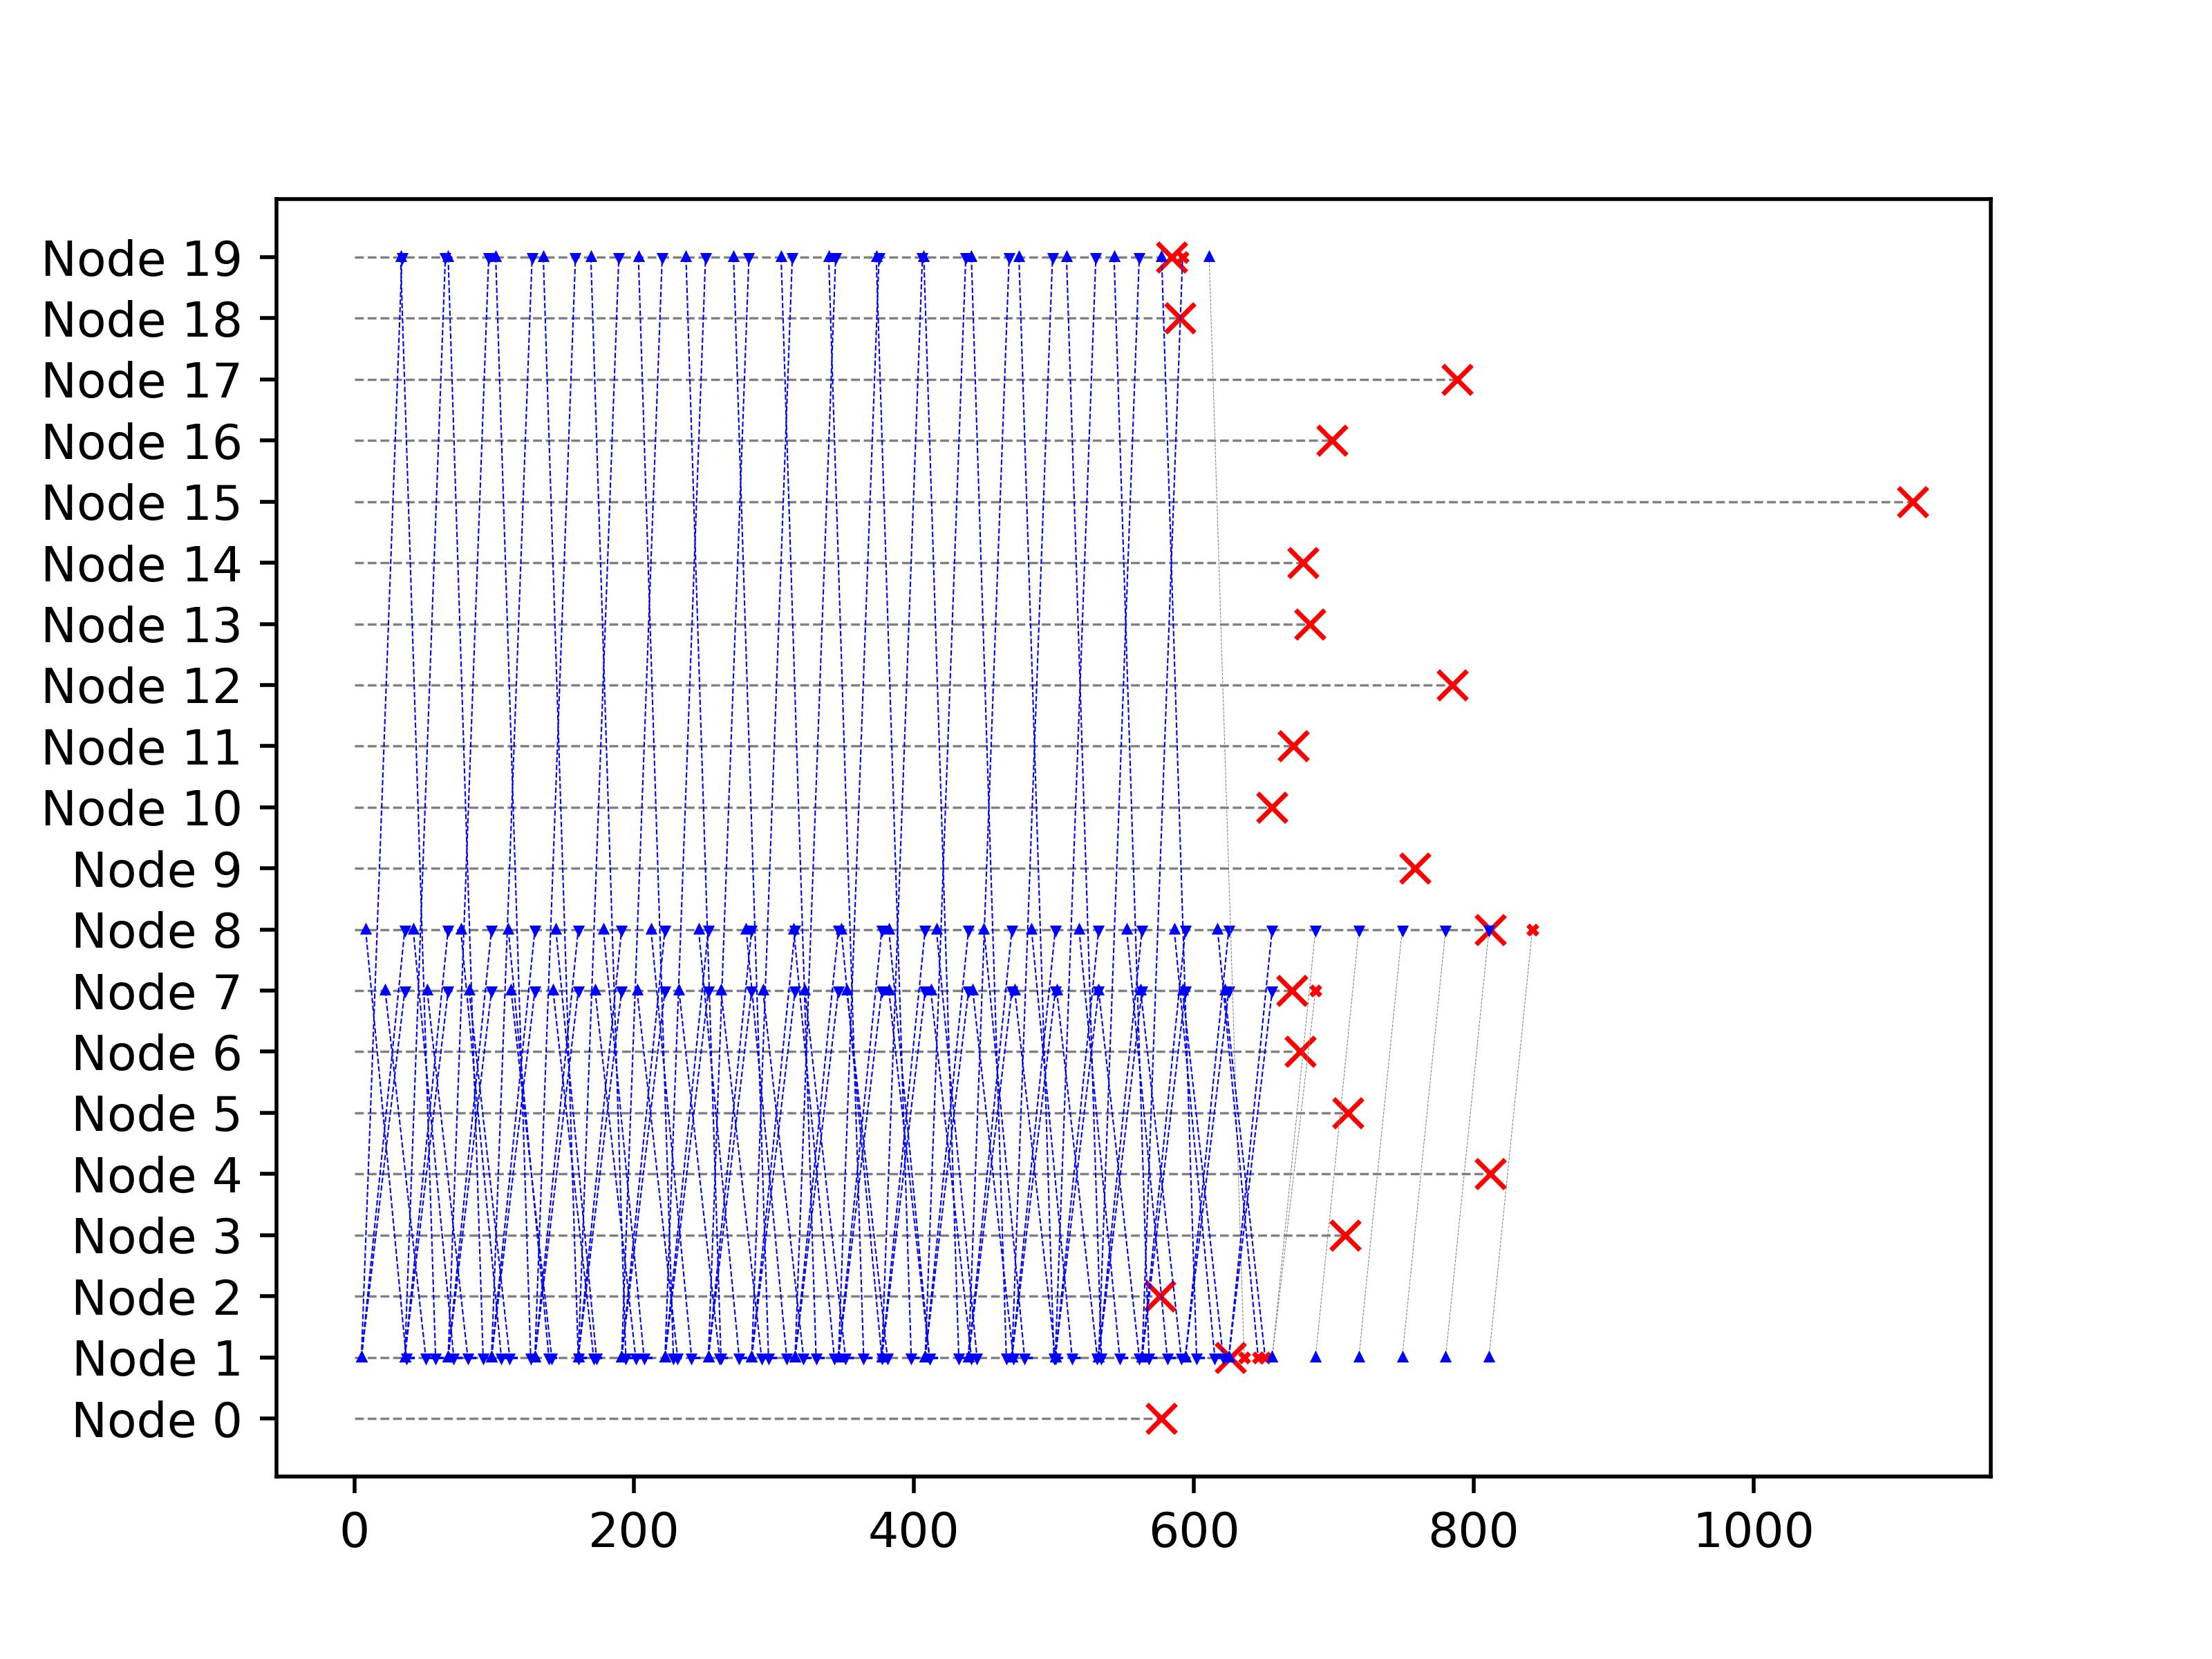 Node 19
Node 18
Node 17
Node 16
Node 15
Node 14
Node 13
Node 12
Node 11
Node 10
Node 9
Node 8
Node 7
Node 6
Node 5
Node 4
Node 3
Node 2
Node 1
Node 0
0 200 400 600 800 1000